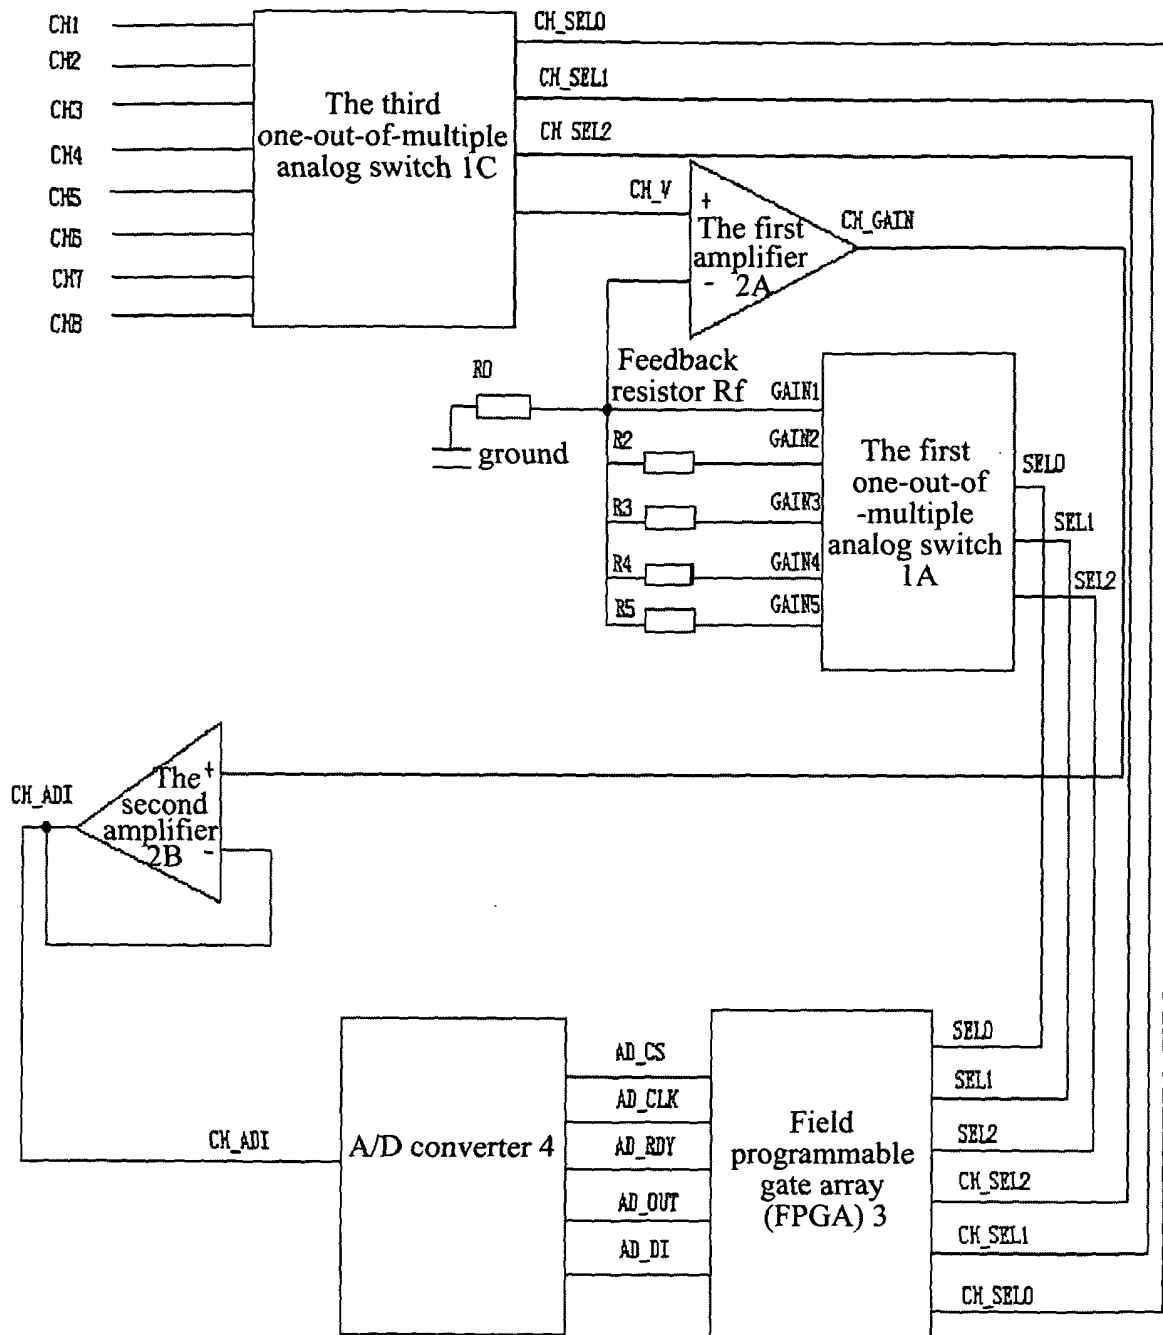 CH1
CH2
CH3
CH4
CH5
CH6
CH7
CH8
The third
one-out-of-multiple
analog switch 1C
CH_SEL0
CH_SEL1
CH SEL2
CH_V
+
The first
amplifier
2A
-
CH_GAIN
R0
ground
Feedback
resistor Rf
GAIN1
R2
GAIN2
R3
GAIN3
R4
GAIN4
R5
GAIN5
The first
one-out-of
-multiple
analog switch
1A
SEL0
SEL1
SEL2
CH_ADI
The +
second
amplifier
2B -
CH_ADI
A/D converter 4
AD_CS
AD_CLK
AD_RDY
AD_OUT
AD_DI
Field
programmable
gate array
(FPGA) 3
SEL0
SEL1
SEL2
CH_SEL2
CH_SEL1
CH_SEL0